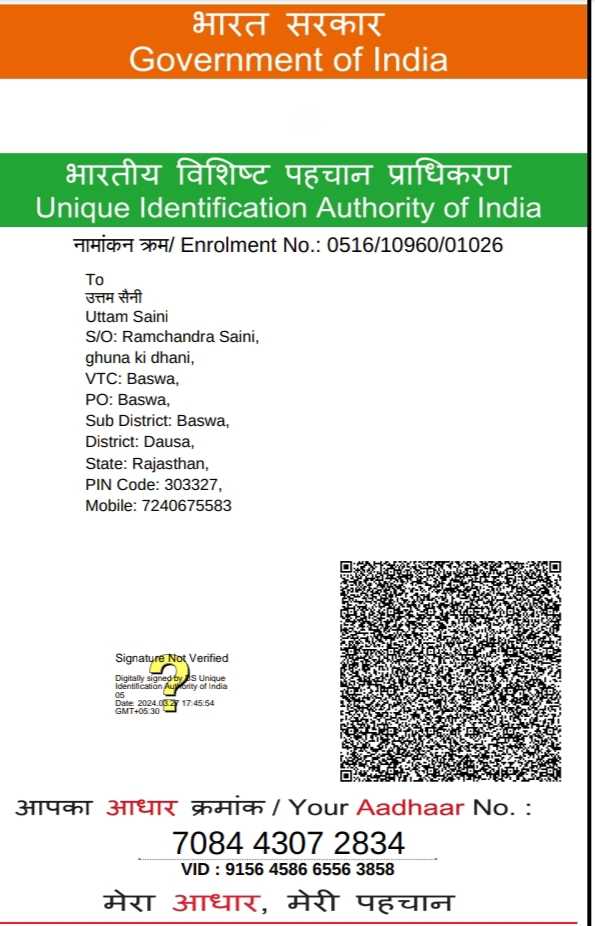 भारत सरकार
Government of India
भारतीय विशिष्ट पहचान प्राधिकरण
Unique Identification Authority of India
नामांकन क्रम/ Enrolment No.: 0516/10960/01026
To
उत्तम सैनी
Uttam Saini
S/O: Ramchandra Saini,
ghuna ki dhani,
VTC: Baswa,
PO: Baswa,
Sub District: Baswa,
District: Dausa,
State: Rajasthan,
PIN Code: 303327,
Mobile: 7240675583
Signature Not Verified
Digitally signed by DS Unique
Identification Authority of India
05
Date: 2024.03.27 17:45:54
GMT+05:30
आपका आधार क्रमांक / Your Aadhaar No. :
7084 4307 2834
VID : 9156 4586 6556 3858
मेरा आधार, मेरी पहचान